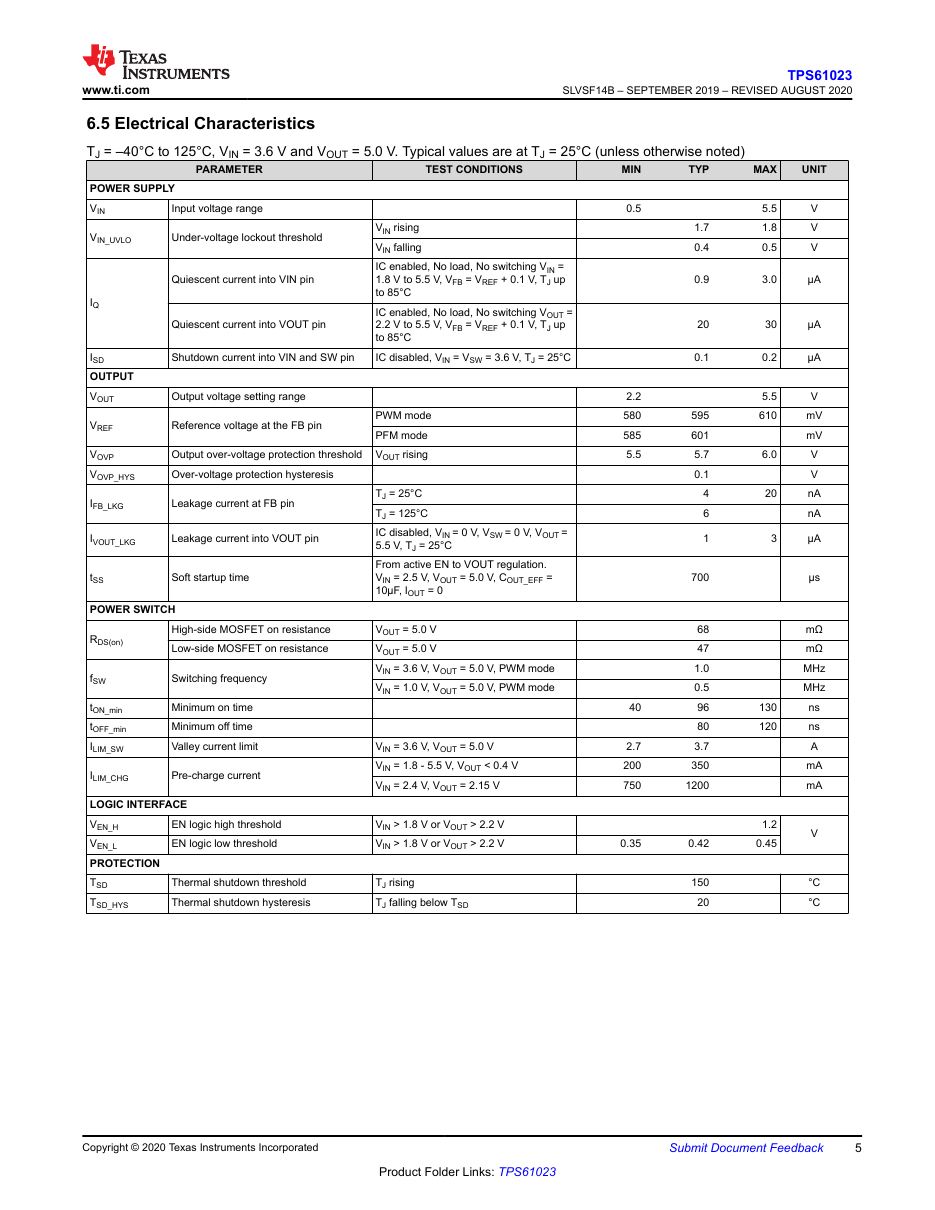 TEXAS
INSTRUMENTS
www.ti.com
TPS61023
SLVSF14B – SEPTEMBER 2019 – REVISED AUGUST 2020
6.5 Electrical Characteristics
TJ = –40°C to 125°C, VIN = 3.6 V and VOUT = 5.0 V. Typical values are at TJ = 25°C (unless otherwise noted)
PARAMETER TEST CONDITIONS MIN TYP MAX UNIT
POWER SUPPLY
VIN Input voltage range 0.5 5.5 V
VIN_UVLO Under-voltage lockout threshold
VIN rising 1.7 1.8 V
VIN falling 0.4 0.5 V
IQ
Quiescent current into VIN pin
IC enabled, No load, No switching VIN =
1.8 V to 5.5 V, VFB = VREF + 0.1 V, TJ up
to 85°C
0.9 3.0 µA
Quiescent current into VOUT pin
IC enabled, No load, No switching VOUT =
2.2 V to 5.5 V, VFB = VREF + 0.1 V, TJ up
to 85°C
20 30 µA
ISD Shutdown current into VIN and SW pin IC disabled, VIN = VSW = 3.6 V, TJ = 25°C 0.1 0.2 µA
OUTPUT
VOUT Output voltage setting range 2.2 5.5 V
VREF Reference voltage at the FB pin
PWM mode 580 595 610 mV
PFM mode 585 601 mV
VOVP Output over-voltage protection threshold VOUT rising 5.5 5.7 6.0 V
VOVP_HYS Over-voltage protection hysteresis 0.1 V
IFB_LKG Leakage current at FB pin
TJ = 25°C 4 20 nA
TJ = 125°C 6 nA
IVOUT_LKG Leakage current into VOUT pin
IC disabled, VIN = 0 V, VSW = 0 V, VOUT =
5.5 V, TJ = 25°C
1 3 µA
tSS Soft startup time
From active EN to VOUT regulation.
VIN = 2.5 V, VOUT = 5.0 V, COUT_EFF =
10µF, IOUT = 0
700 µs
POWER SWITCH
RDS(on)
High-side MOSFET on resistance VOUT = 5.0 V 68 mΩ
Low-side MOSFET on resistance VOUT = 5.0 V 47 mΩ
fSW Switching frequency
VIN = 3.6 V, VOUT = 5.0 V, PWM mode 1.0 MHz
VIN = 1.0 V, VOUT = 5.0 V, PWM mode 0.5 MHz
tON_min Minimum on time 40 96 130 ns
tOFF_min Minimum off time 80 120 ns
ILIM_SW Valley current limit VIN = 3.6 V, VOUT = 5.0 V 2.7 3.7 A
ILIM_CHG Pre-charge current
VIN = 1.8 - 5.5 V, VOUT < 0.4 V 200 350 mA
VIN = 2.4 V, VOUT = 2.15 V 750 1200 mA
LOGIC INTERFACE
VEN_H EN logic high threshold VIN > 1.8 V or VOUT > 2.2 V 1.2
V
VEN_L EN logic low threshold VIN > 1.8 V or VOUT > 2.2 V 0.35 0.42 0.45
PROTECTION
TSD Thermal shutdown threshold TJ rising 150 °C
TSD_HYS Thermal shutdown hysteresis TJ falling below TSD 20 °C
Copyright © 2020 Texas Instruments Incorporated
Submit Document Feedback 5
Product Folder Links: TPS61023